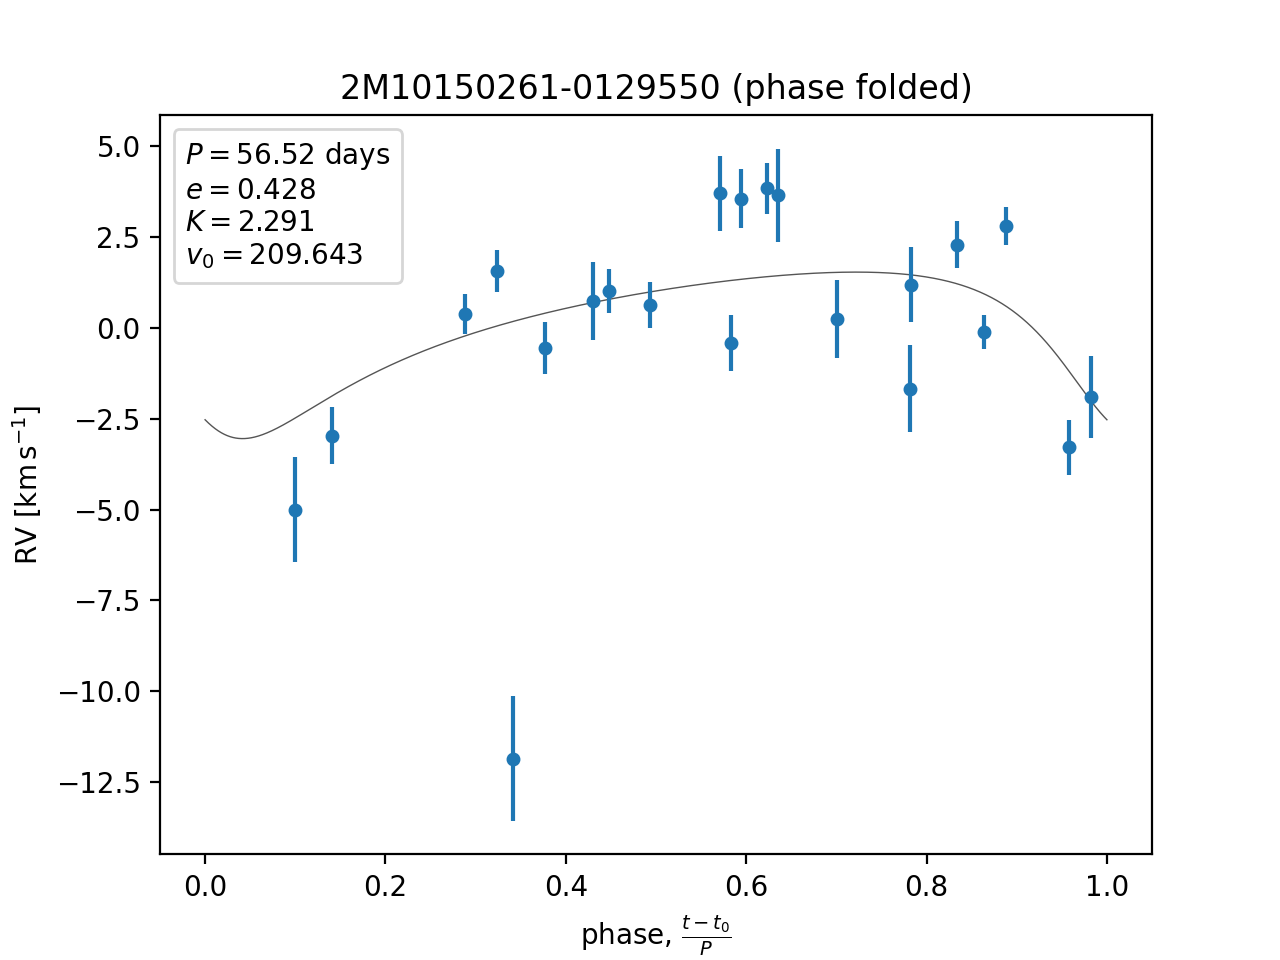 2M10150261-0129550 (phase folded)
P = 56.52 days
e = 0.428
K = 2.291
v₀ = 209.643
5.0
2.5
0.0
−2.5
−5.0
−7.5
−10.0
−12.5
RV [km s⁻¹]
0.0 0.2 0.4 0.6 0.8 1.0
phase, (t − t₀)/P